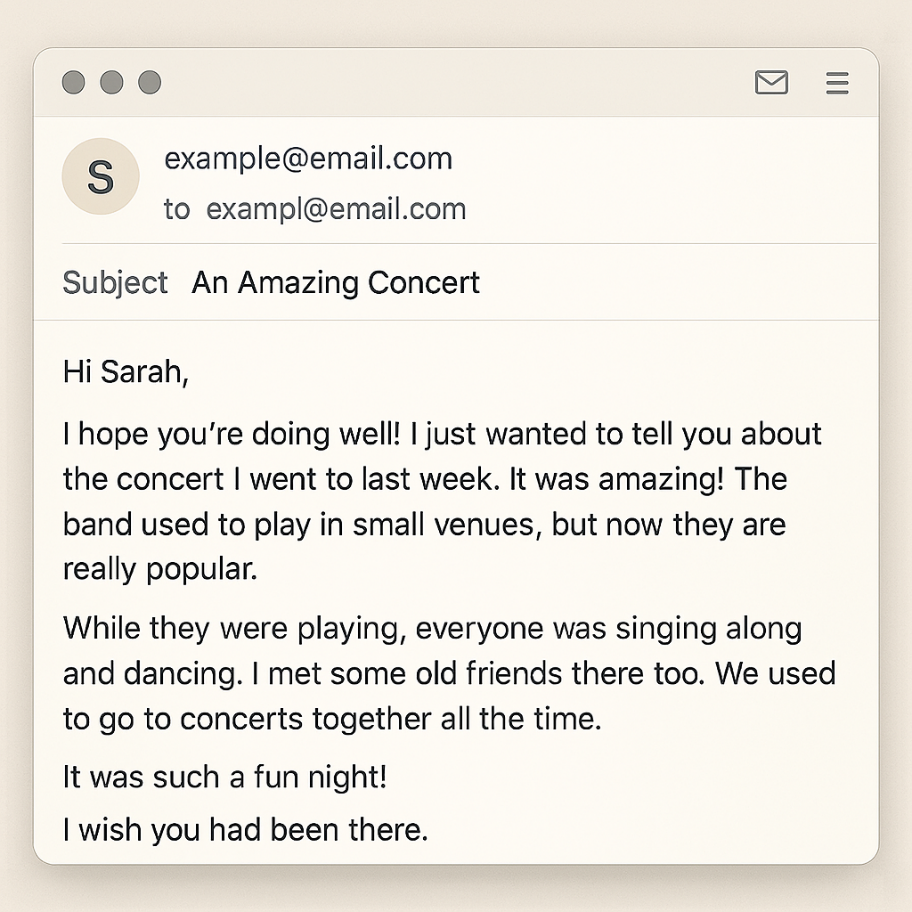 S
example@email.com
to exampl@email.com
Subject An Amazing Concert
Hi Sarah,
I hope you’re doing well! I just wanted to tell you about
the concert I went to last week. It was amazing! The
band used to play in small venues, but now they are
really popular.
While they were playing, everyone was singing along
and dancing. I met some old friends there too. We used
to go to concerts together all the time.
It was such a fun night!
I wish you had been there.